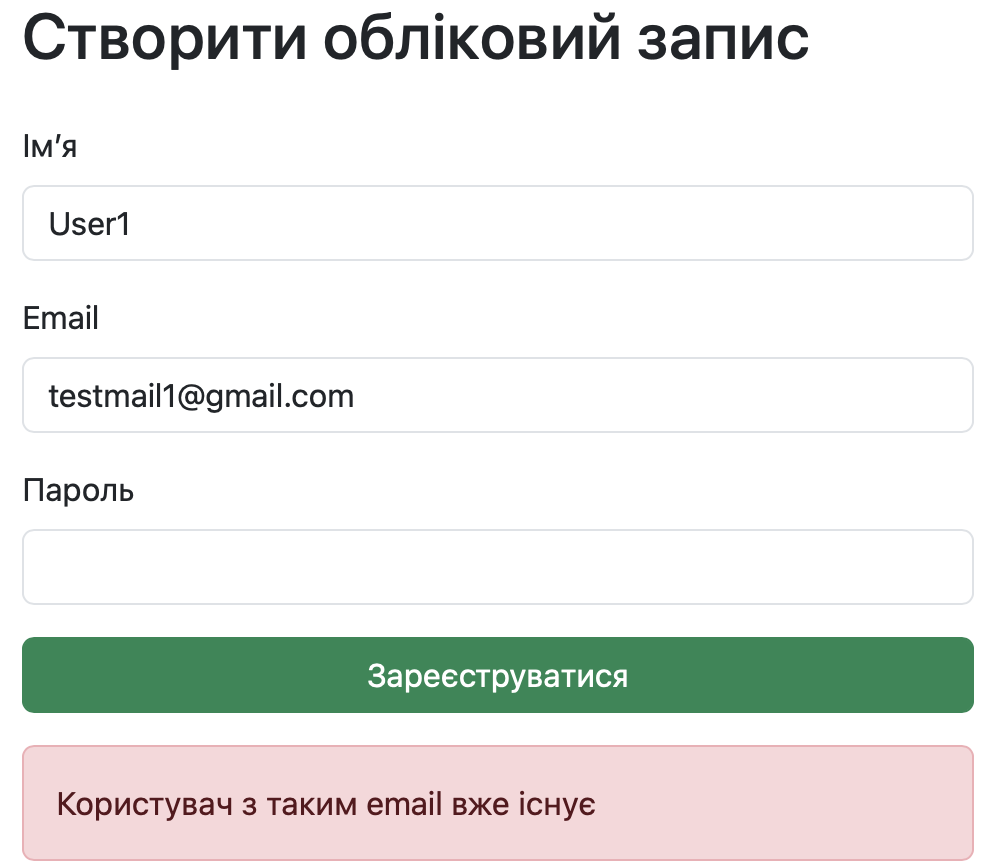 Створити обліковий запис
Ім’я
User1
Email
testmail1@gmail.com
Пароль
Зареєструватися
Користувач з таким email вже існує